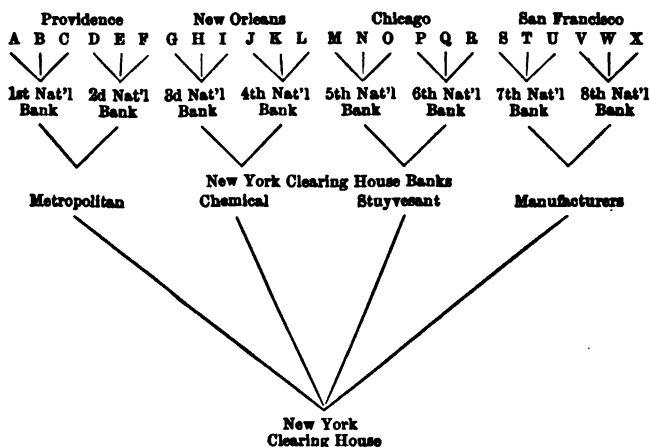 Providence New Orleans Chicago San Francisco
A B C D E F G H I J K L M N O P Q R S T U V W X
1st Nat'l 2d Nat'l 3d Nat'l 4th Nat'l 5th Nat'l 6th Nat'l 7th Nat'l 8th Nat'l
Bank Bank Bank Bank Bank Bank Bank Bank
New York Clearing House Banks
Metropolitan Chemical Stuyvesant Manufacturers
New York
Clearing House